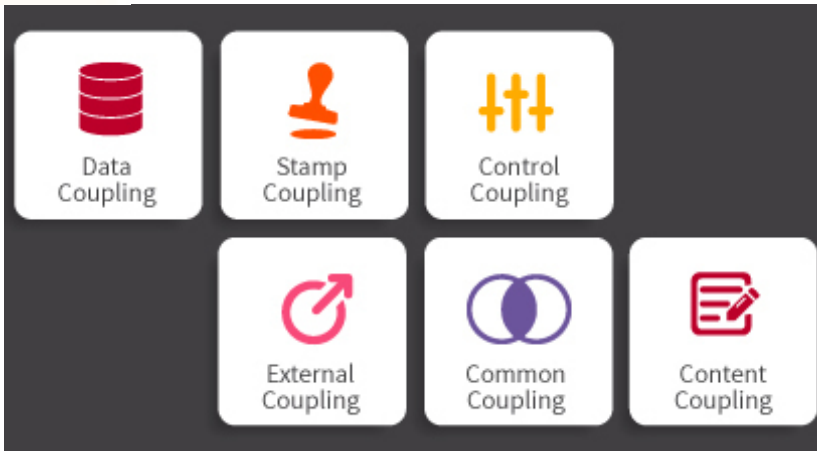 Data
Coupling
Stamp
Coupling
Control
Coupling
External
Coupling
Common
Coupling
Content
Coupling